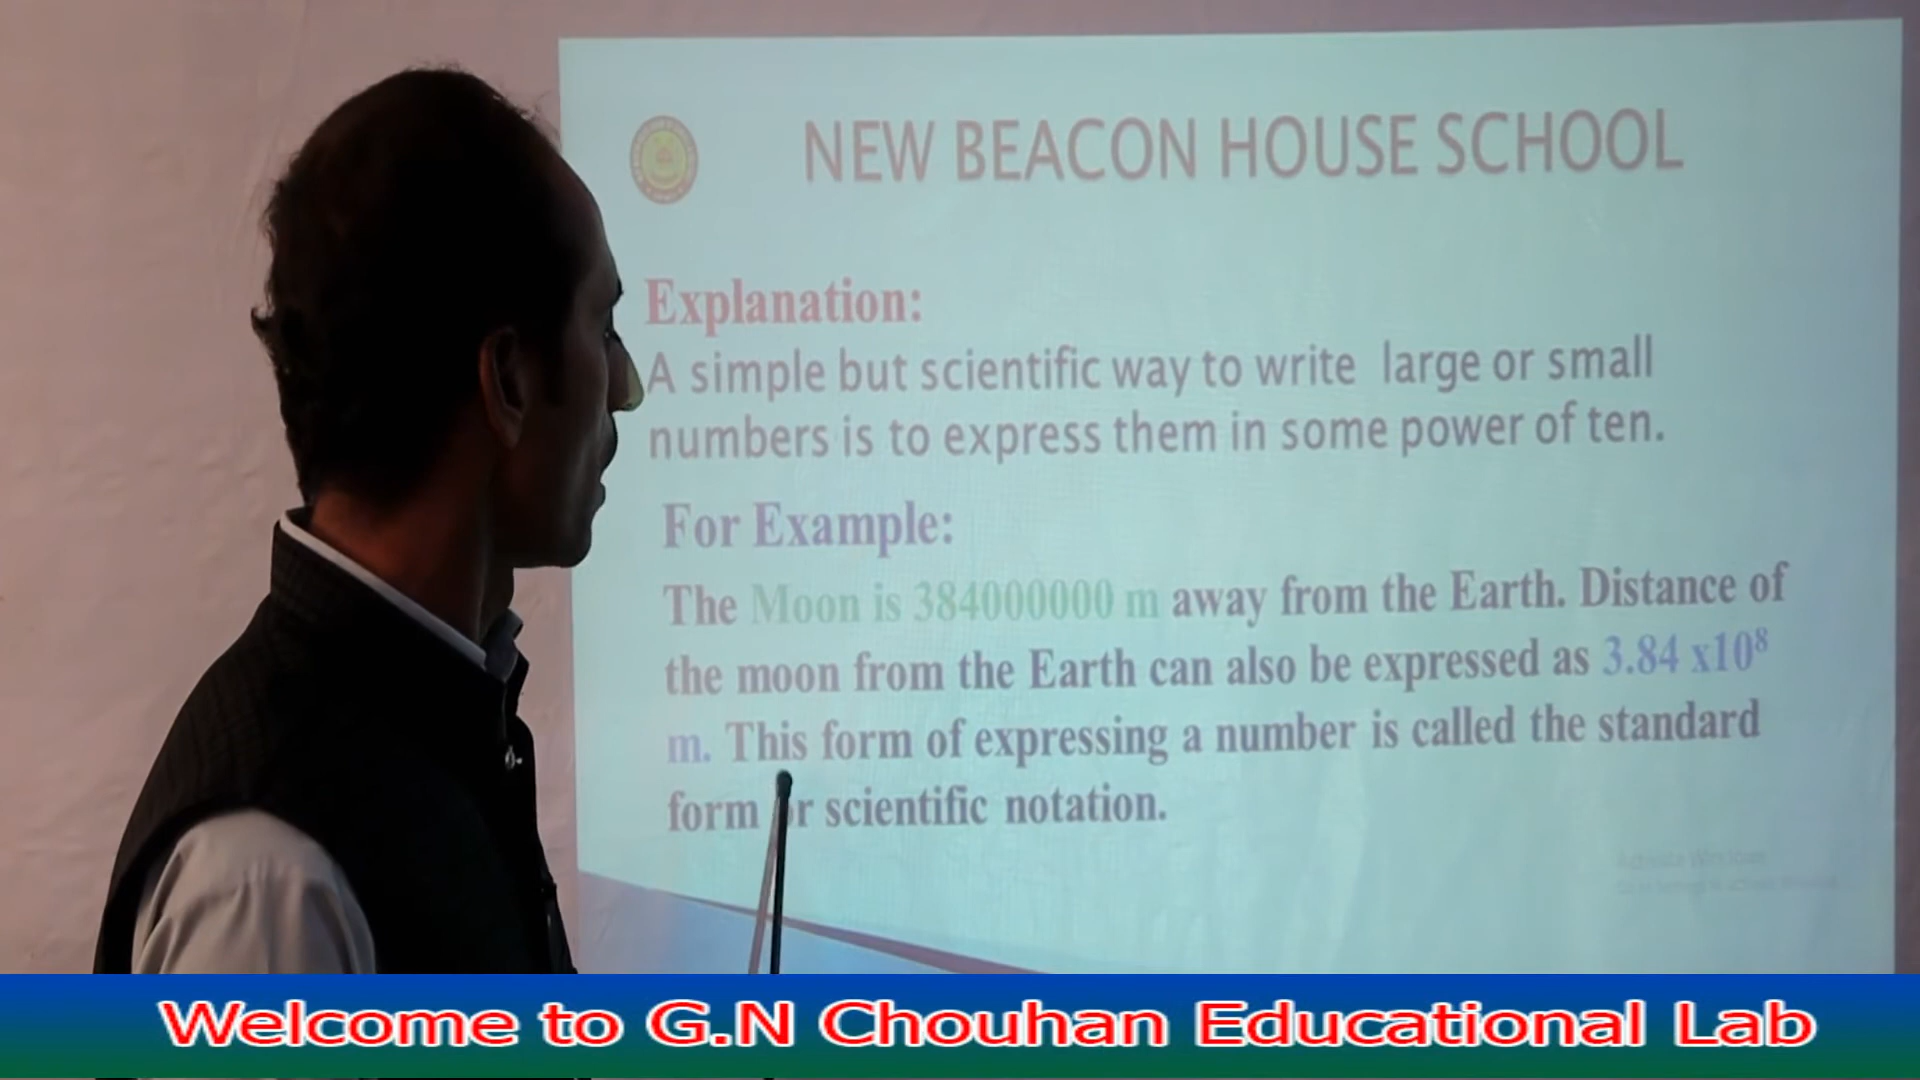 NEW BEACON HOUSE SCHOOL
Explanation:
A simple but scientific way to write large or small
numbers is to express them in some power of ten.
For Example:
The Moon is 384000000 m away from the Earth. Distance of
the moon from the Earth can also be expressed as 3.84 x10⁸
m. This form of expressing a number is called the standard
form or scientific notation.
Activate Windows
Welcome to G.N Chouhan Educational Lab